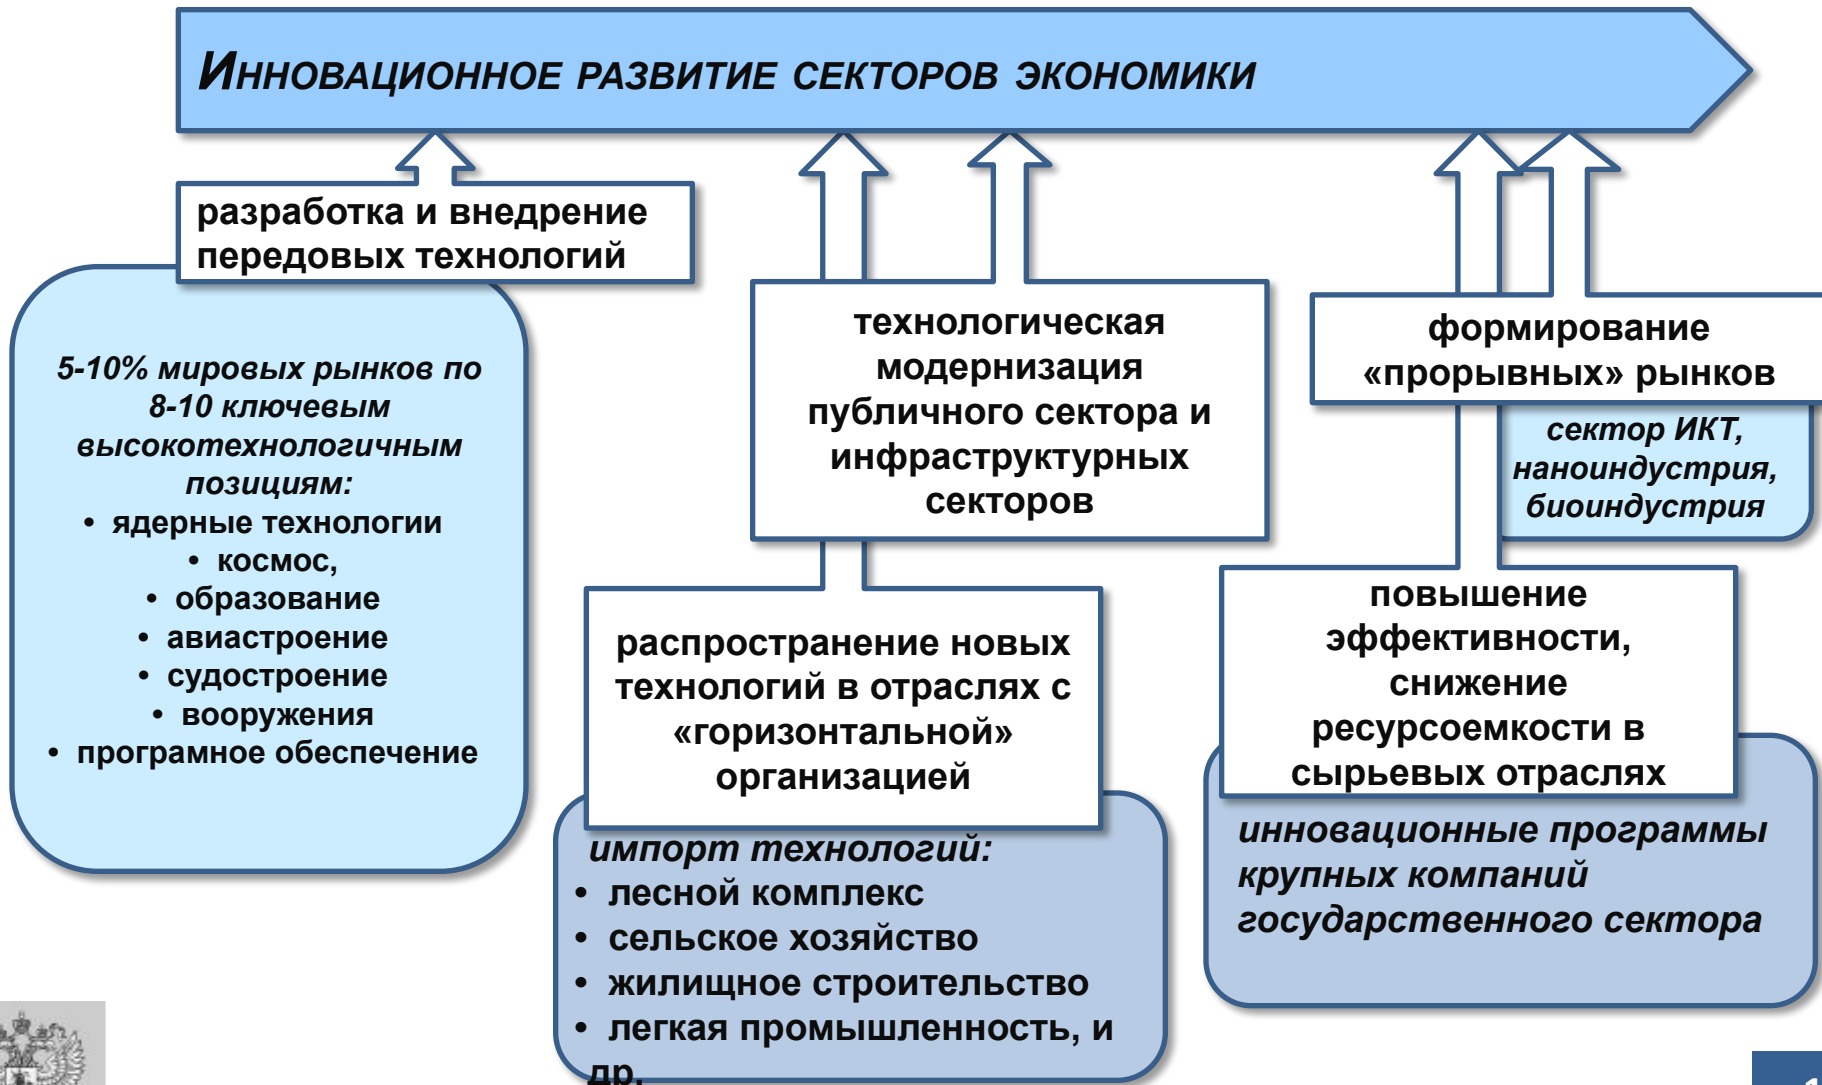 Инновационное развитие секторов экономики
разработка и внедрение
передовых технологий
5-10% мировых рынков по
8-10 ключевым
высокотехнологичным
позициям:
• ядерные технологии
• космос,
• образование
• авиастроение
• судостроение
• вооружения
• програмное обеспечение
технологическая
модернизация
публичного сектора и
инфраструктурных
секторов
распространение новых
технологий в отраслях с
«горизонтальной»
организацией
импорт технологий:
• лесной комплекс
• сельское хозяйство
• жилищное строительство
• легкая промышленность, и
др.
формирование
«прорывных» рынков
сектор ИКТ,
наноиндустрия,
биоиндустрия
повышение
эффективности,
снижение
ресурсоемкости в
сырьевых отраслях
инновационные программы
крупных компаний
государственного сектора